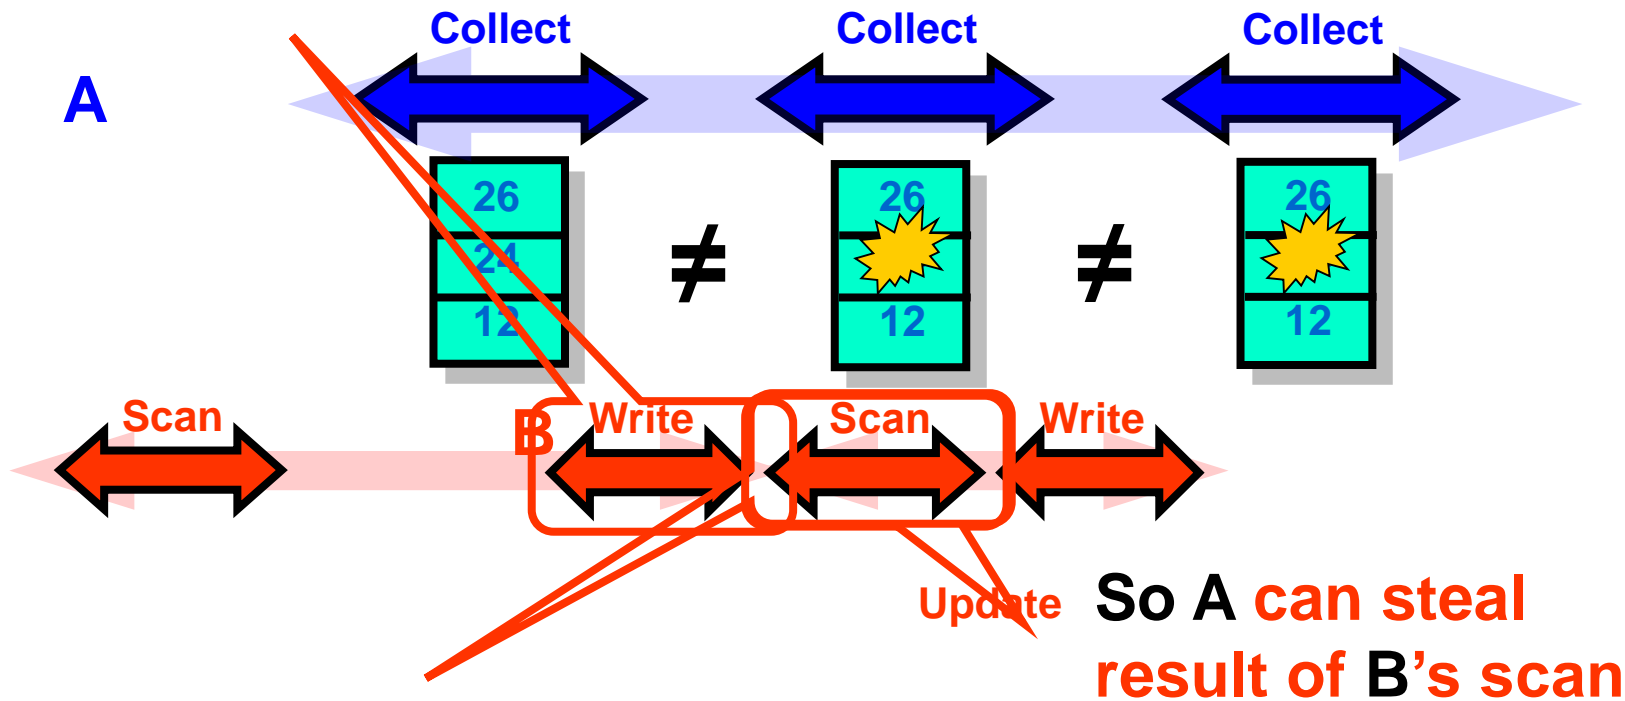 Collect Collect Collect
A
26 26 26
24 ≠ ≠
12 12 12
Scan B Write Scan Write
Update
So A can steal
result of B's scan